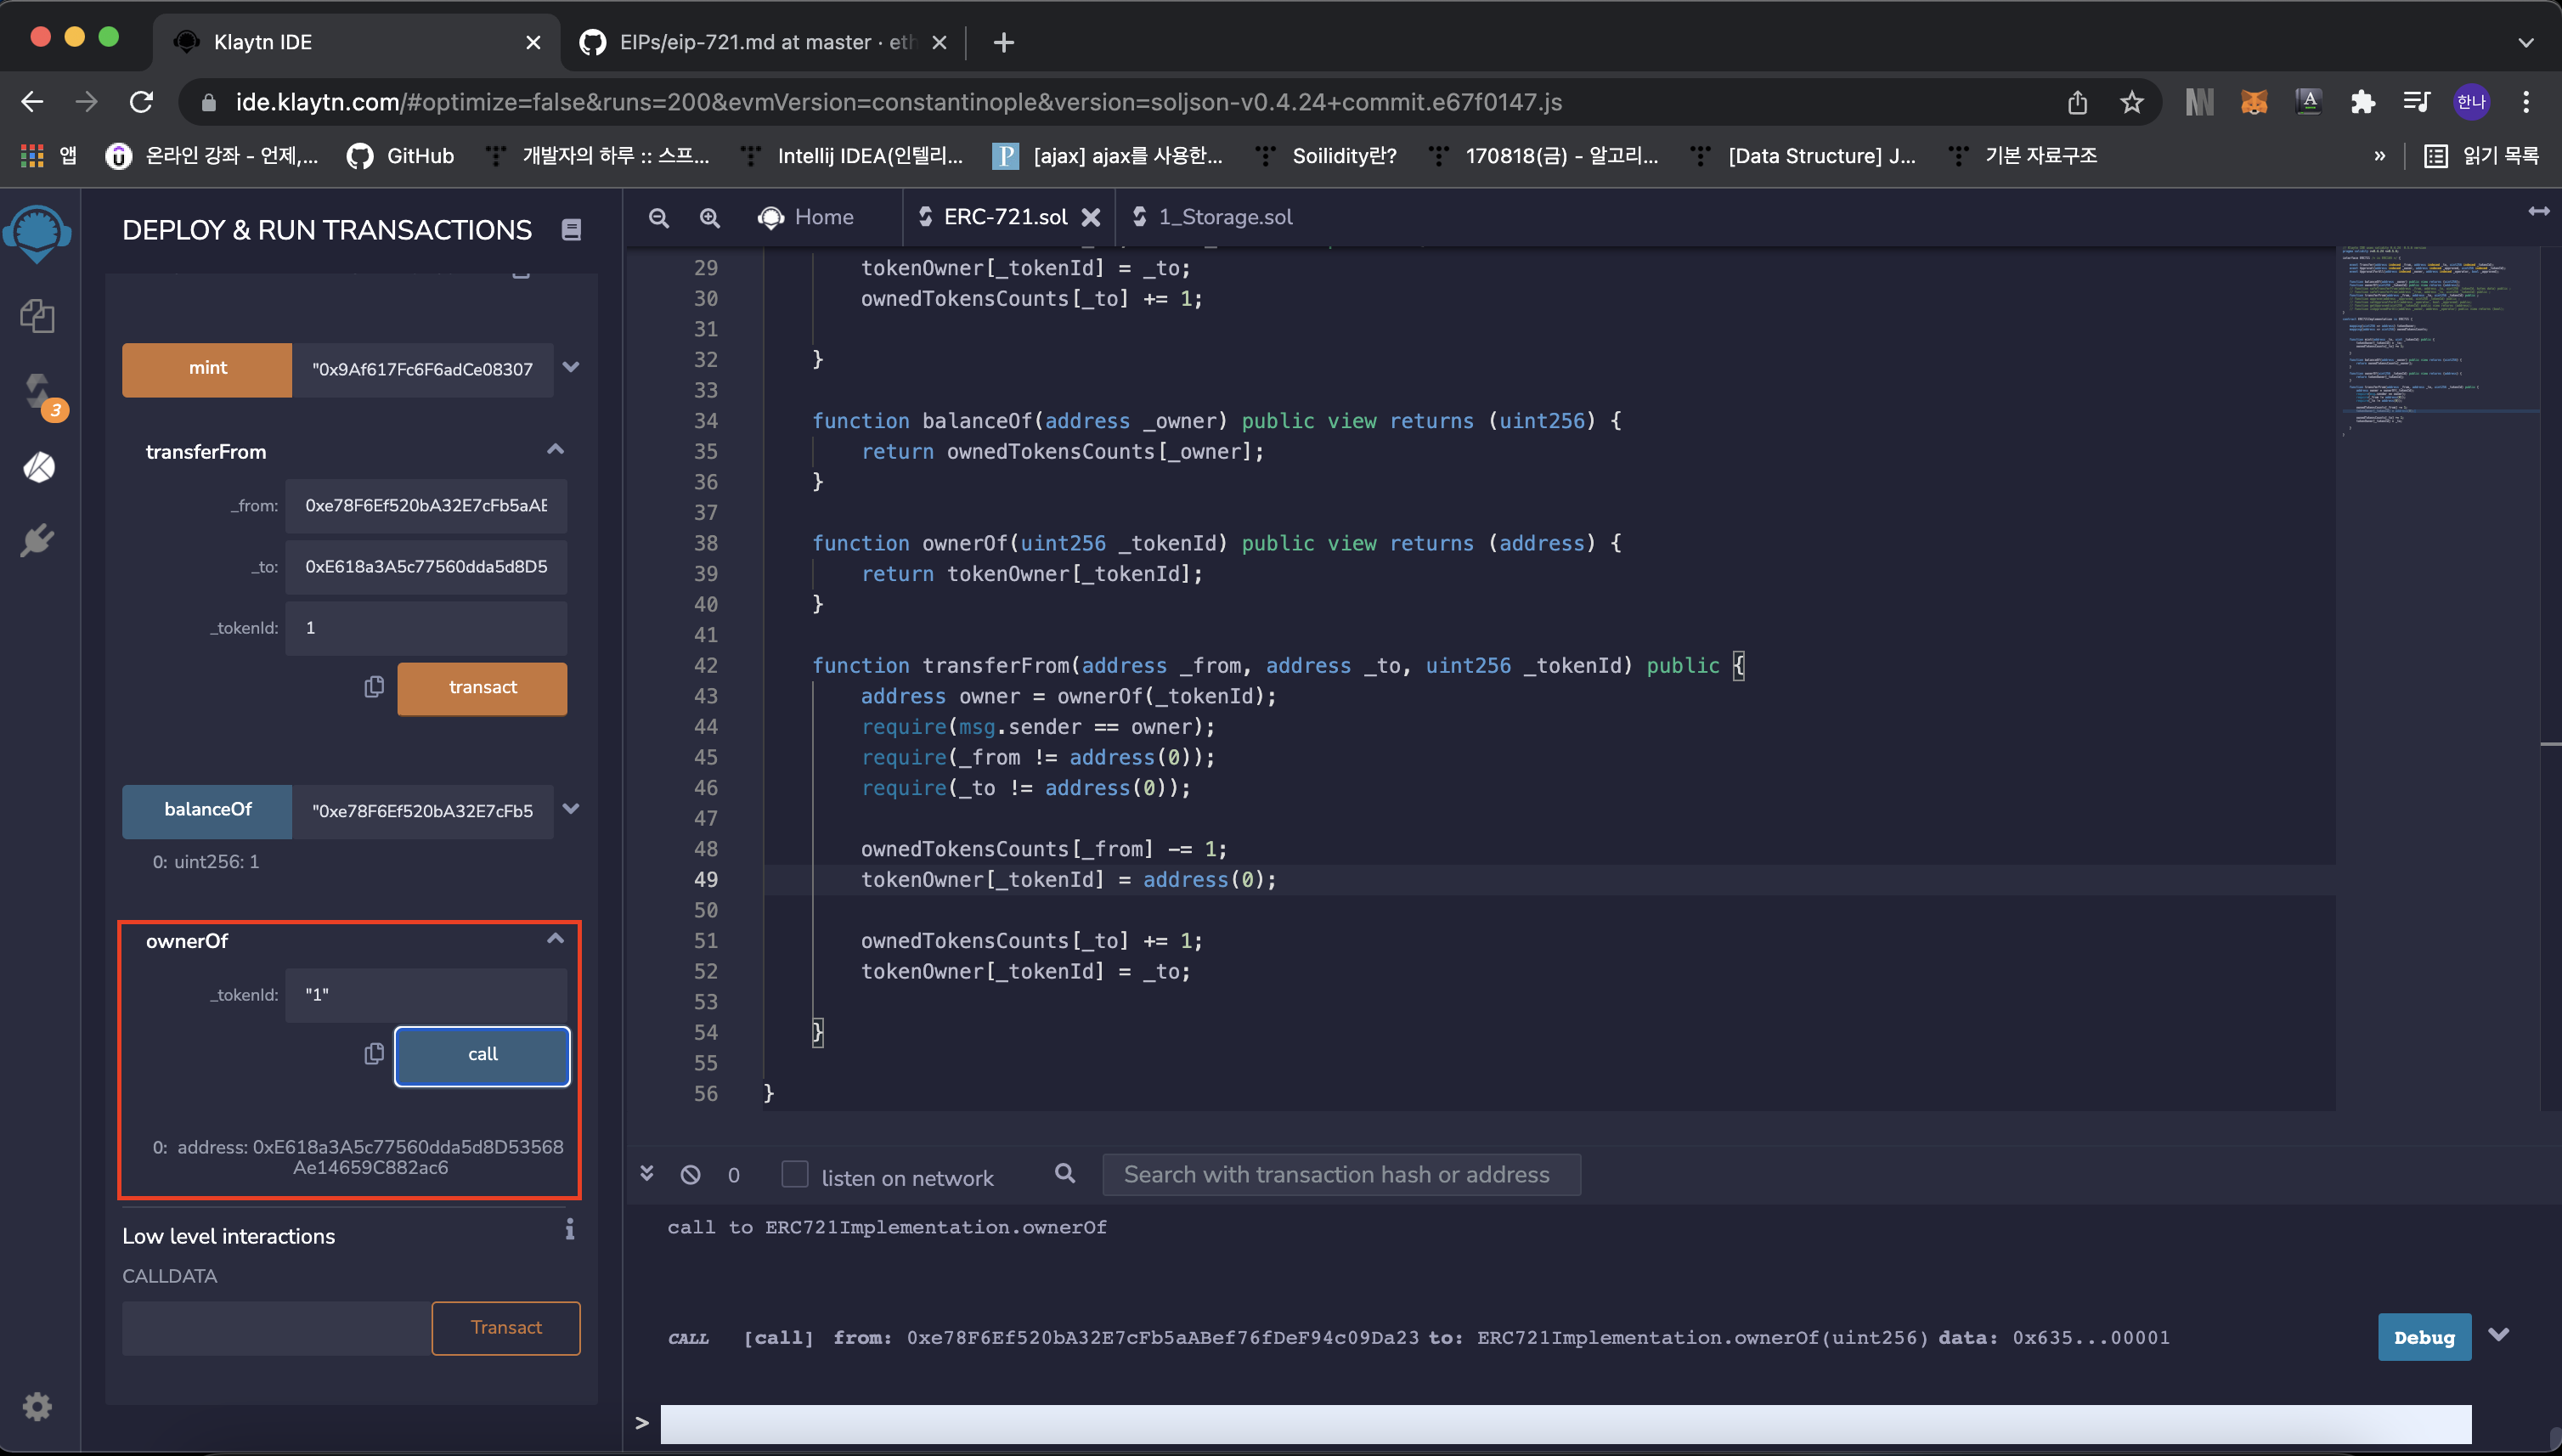 Klaytn IDE
EIPs/eip-721.md at master · eth
ide.klaytn.com/#optimize=false&runs=200&evmVersion=constantinople&version=soljson-v0.4.24+commit.e67f0147.js
한나
앱
온라인 강좌 - 언제,...
GitHub
개발자의 하루 :: 스프...
Intellij IDEA(인텔리...
[ajax] ajax를 사용한...
Soilidity란?
170818(금) - 알고리...
[Data Structure] J...
기본 자료구조
»
읽기 목록
DEPLOY & RUN TRANSACTIONS
3
mint
"0x9Af617Fc6F6adCe08307
transferFrom
_from:
0xe78F6Ef520bA32E7cFb5aAB
_to:
0xE618a3A5c77560dda5d8D5
_tokenId:
1
transact
balanceOf
"0xe78F6Ef520bA32E7cFb5
0: uint256: 1
ownerOf
_tokenId:
"1"
call
0: address: 0xE618a3A5c77560dda5d8D53568
Ae14659C882ac6
Low level interactions
CALLDATA
Transact
Home
ERC-721.sol
1_Storage.sol
29 tokenOwner[_tokenId] = _to;
30 ownedTokensCounts[_to] += 1;
31
32 }
33
34 function balanceOf(address _owner) public view returns (uint256) {
35 return ownedTokensCounts[_owner];
36 }
37
38 function ownerOf(uint256 _tokenId) public view returns (address) {
39 return tokenOwner[_tokenId];
40 }
41
42 function transferFrom(address _from, address _to, uint256 _tokenId) public {
43 address owner = ownerOf(_tokenId);
44 require(msg.sender == owner);
45 require(_from != address(0));
46 require(_to != address(0));
47
48 ownedTokensCounts[_from] -= 1;
49 tokenOwner[_tokenId] = address(0);
50
51 ownedTokensCounts[_to] += 1;
52 tokenOwner[_tokenId] = _to;
53
54 }
55
56 }
0
listen on network
Search with transaction hash or address
call to ERC721Implementation.ownerOf
CALL [call] from: 0xe78F6Ef520bA32E7cFb5aABef76fDeF94c09Da23 to: ERC721Implementation.ownerOf(uint256) data: 0x635...00001
Debug
>